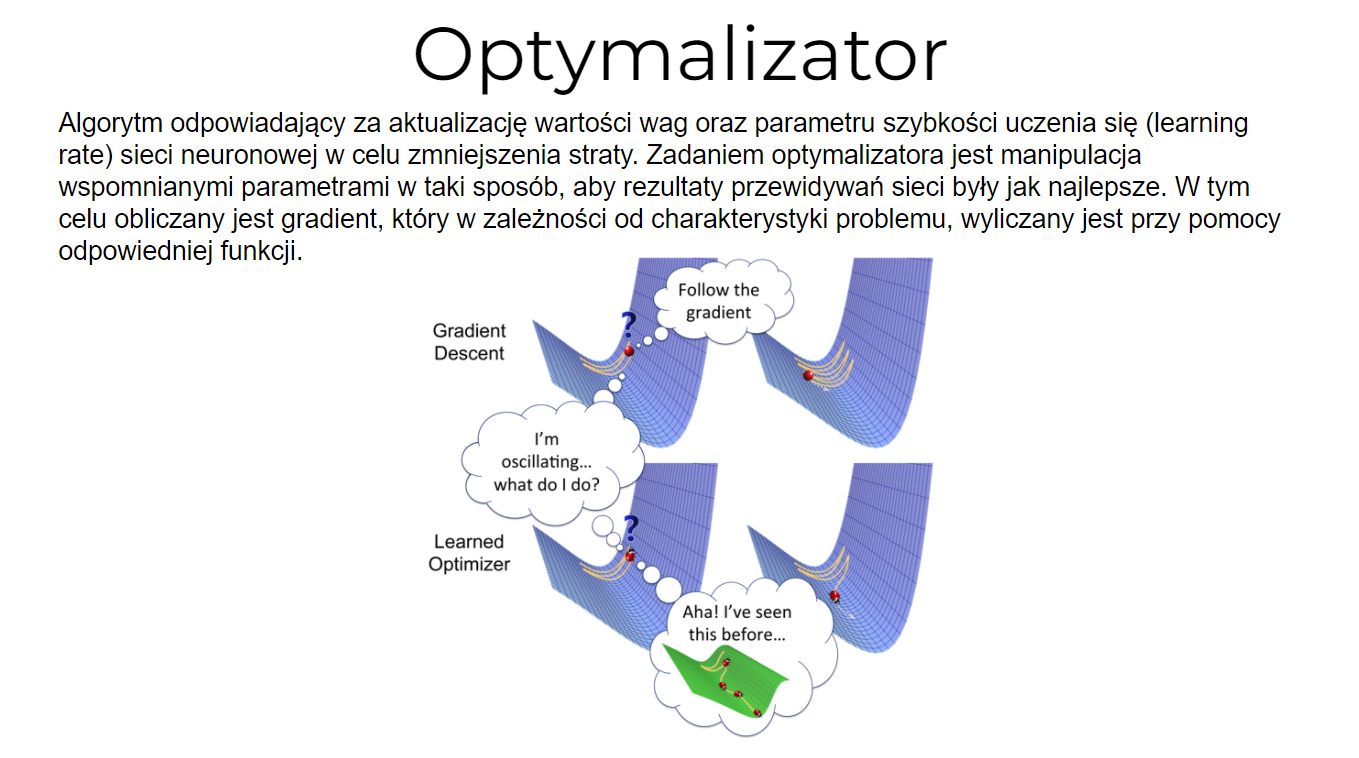 Optymalizator
Algorytm odpowiadający za aktualizację wartości wag oraz parametru szybkości uczenia się (learning
rate) sieci neuronowej w celu zmniejszenia straty. Zadaniem optymalizatora jest manipulacja
wspomnianymi parametrami w taki sposób, aby rezultaty przewidywań sieci były jak najlepsze. W tym
celu obliczany jest gradient, który w zależności od charakterystyki problemu, wyliczany jest przy pomocy
odpowiedniej funkcji.
Gradient
Descent
?
Follow the
gradient
I'm
oscillating...
what do I do?
Learned
Optimizer
?
Aha! I've seen
this before...